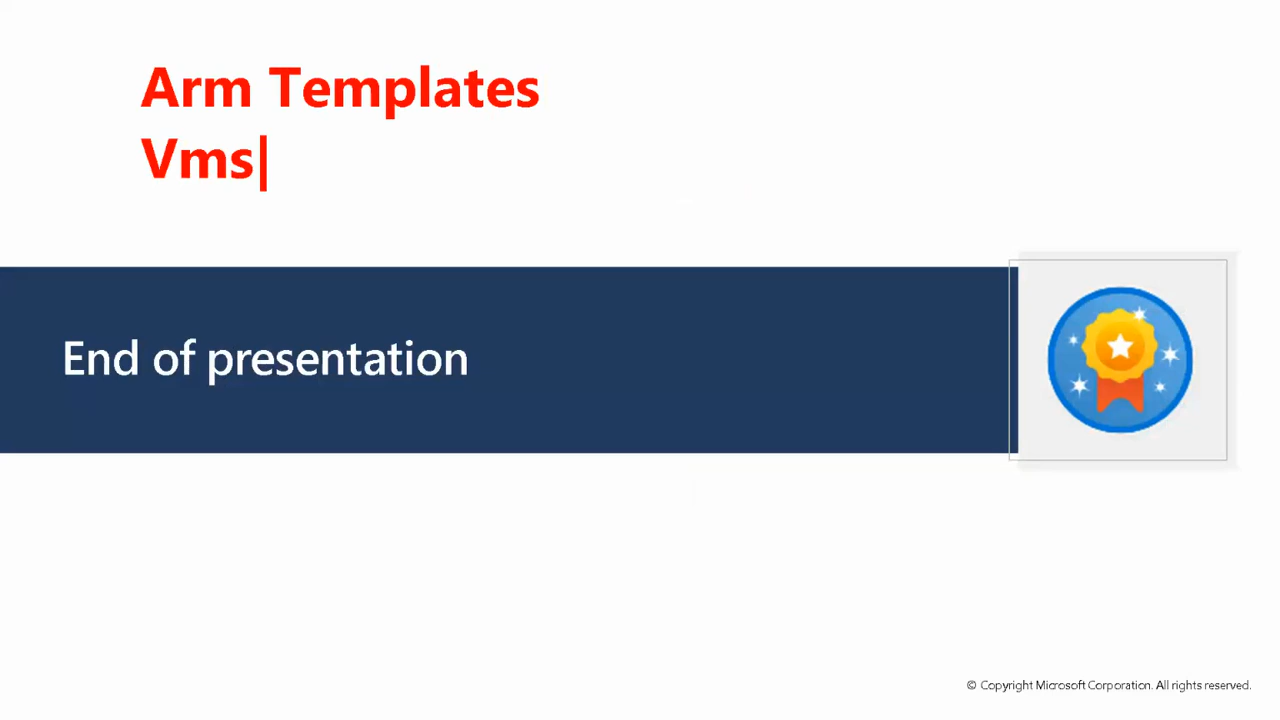 Arm Templates
Vms
End of presentation
© Copyright Microsoft Corporation. All rights reserved.